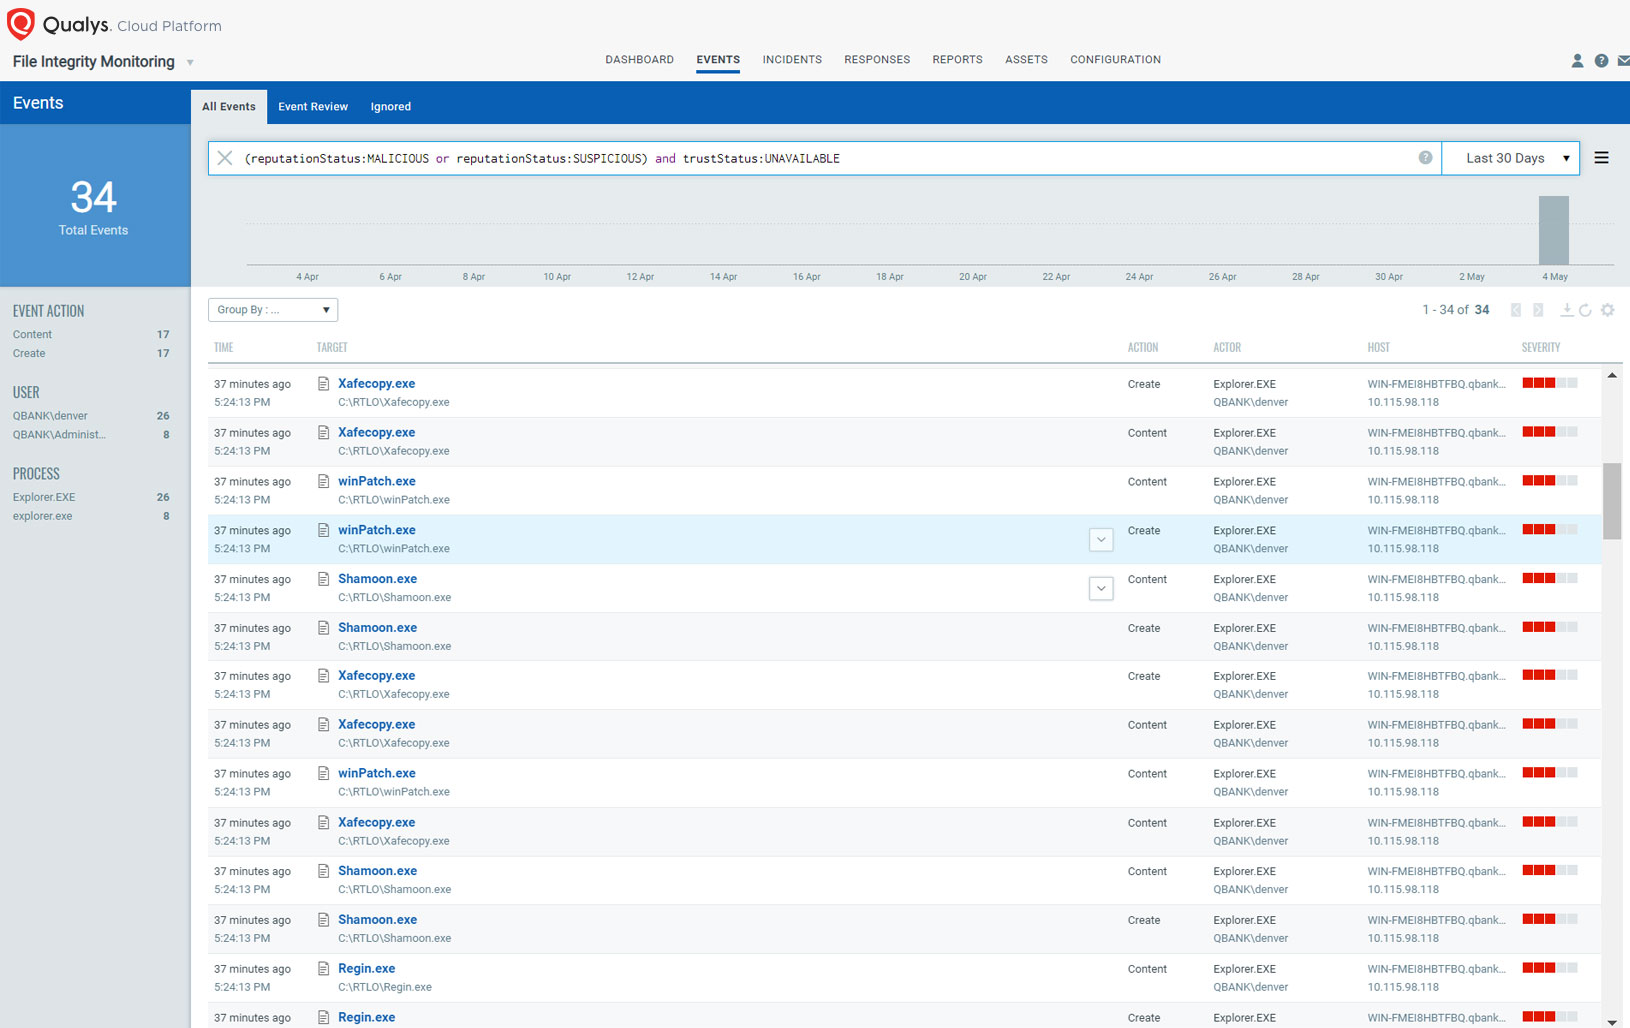 Qualys. Cloud Platform
File Integrity Monitoring
DASHBOARD EVENTS INCIDENTS RESPONSES REPORTS ASSETS CONFIGURATION
Events
All Events Event Review Ignored
(reputationStatus:MALICIOUS or reputationStatus:SUSPICIOUS) and trustStatus:UNAVAILABLE
Last 30 Days
34
Total Events
4 Apr 6 Apr 8 Apr 10 Apr 12 Apr 14 Apr 16 Apr 18 Apr 20 Apr 22 Apr 24 Apr 26 Apr 28 Apr 30 Apr 2 May 4 May
EVENT ACTION
Content 17
Create 17
USER
QBANK\denver 26
QBANK\Administ... 8
PROCESS
Explorer.EXE 26
explorer.exe 8
Group By : ...
1 - 34 of 34
TIME TARGET ACTION ACTOR HOST SEVERITY
37 minutes ago Xafecopy.exe Create Explorer.EXE WIN-FMEI8HBTFBQ.qbank...
5:24:13 PM C:\RTLO\Xafecopy.exe QBANK\denver 10.115.98.118
37 minutes ago Xafecopy.exe Content Explorer.EXE WIN-FMEI8HBTFBQ.qbank...
5:24:13 PM C:\RTLO\Xafecopy.exe QBANK\denver 10.115.98.118
37 minutes ago winPatch.exe Content Explorer.EXE WIN-FMEI8HBTFBQ.qbank...
5:24:13 PM C:\RTLO\winPatch.exe QBANK\denver 10.115.98.118
37 minutes ago winPatch.exe Create Explorer.EXE WIN-FMEI8HBTFBQ.qbank...
5:24:13 PM C:\RTLO\winPatch.exe QBANK\denver 10.115.98.118
37 minutes ago Shamoon.exe Content Explorer.EXE WIN-FMEI8HBTFBQ.qbank...
5:24:13 PM C:\RTLO\Shamoon.exe QBANK\denver 10.115.98.118
37 minutes ago Shamoon.exe Create Explorer.EXE WIN-FMEI8HBTFBQ.qbank...
5:24:13 PM C:\RTLO\Shamoon.exe QBANK\denver 10.115.98.118
37 minutes ago Xafecopy.exe Create Explorer.EXE WIN-FMEI8HBTFBQ.qbank...
5:24:13 PM C:\RTLO\Xafecopy.exe QBANK\denver 10.115.98.118
37 minutes ago Xafecopy.exe Content Explorer.EXE WIN-FMEI8HBTFBQ.qbank...
5:24:13 PM C:\RTLO\Xafecopy.exe QBANK\denver 10.115.98.118
37 minutes ago winPatch.exe Content Explorer.EXE WIN-FMEI8HBTFBQ.qbank...
5:24:13 PM C:\RTLO\winPatch.exe QBANK\denver 10.115.98.118
37 minutes ago Xafecopy.exe Content Explorer.EXE WIN-FMEI8HBTFBQ.qbank...
5:24:13 PM C:\RTLO\Xafecopy.exe QBANK\denver 10.115.98.118
37 minutes ago Shamoon.exe Content Explorer.EXE WIN-FMEI8HBTFBQ.qbank...
5:24:13 PM C:\RTLO\Shamoon.exe QBANK\denver 10.115.98.118
37 minutes ago Shamoon.exe Create Explorer.EXE WIN-FMEI8HBTFBQ.qbank...
5:24:13 PM C:\RTLO\Shamoon.exe QBANK\denver 10.115.98.118
37 minutes ago Regin.exe Content Explorer.EXE WIN-FMEI8HBTFBQ.qbank...
5:24:13 PM C:\RTLO\Regin.exe QBANK\denver 10.115.98.118
37 minutes ago Regin.exe Create Explorer.EXE WIN-FMEI8HBTFBQ.qbank...